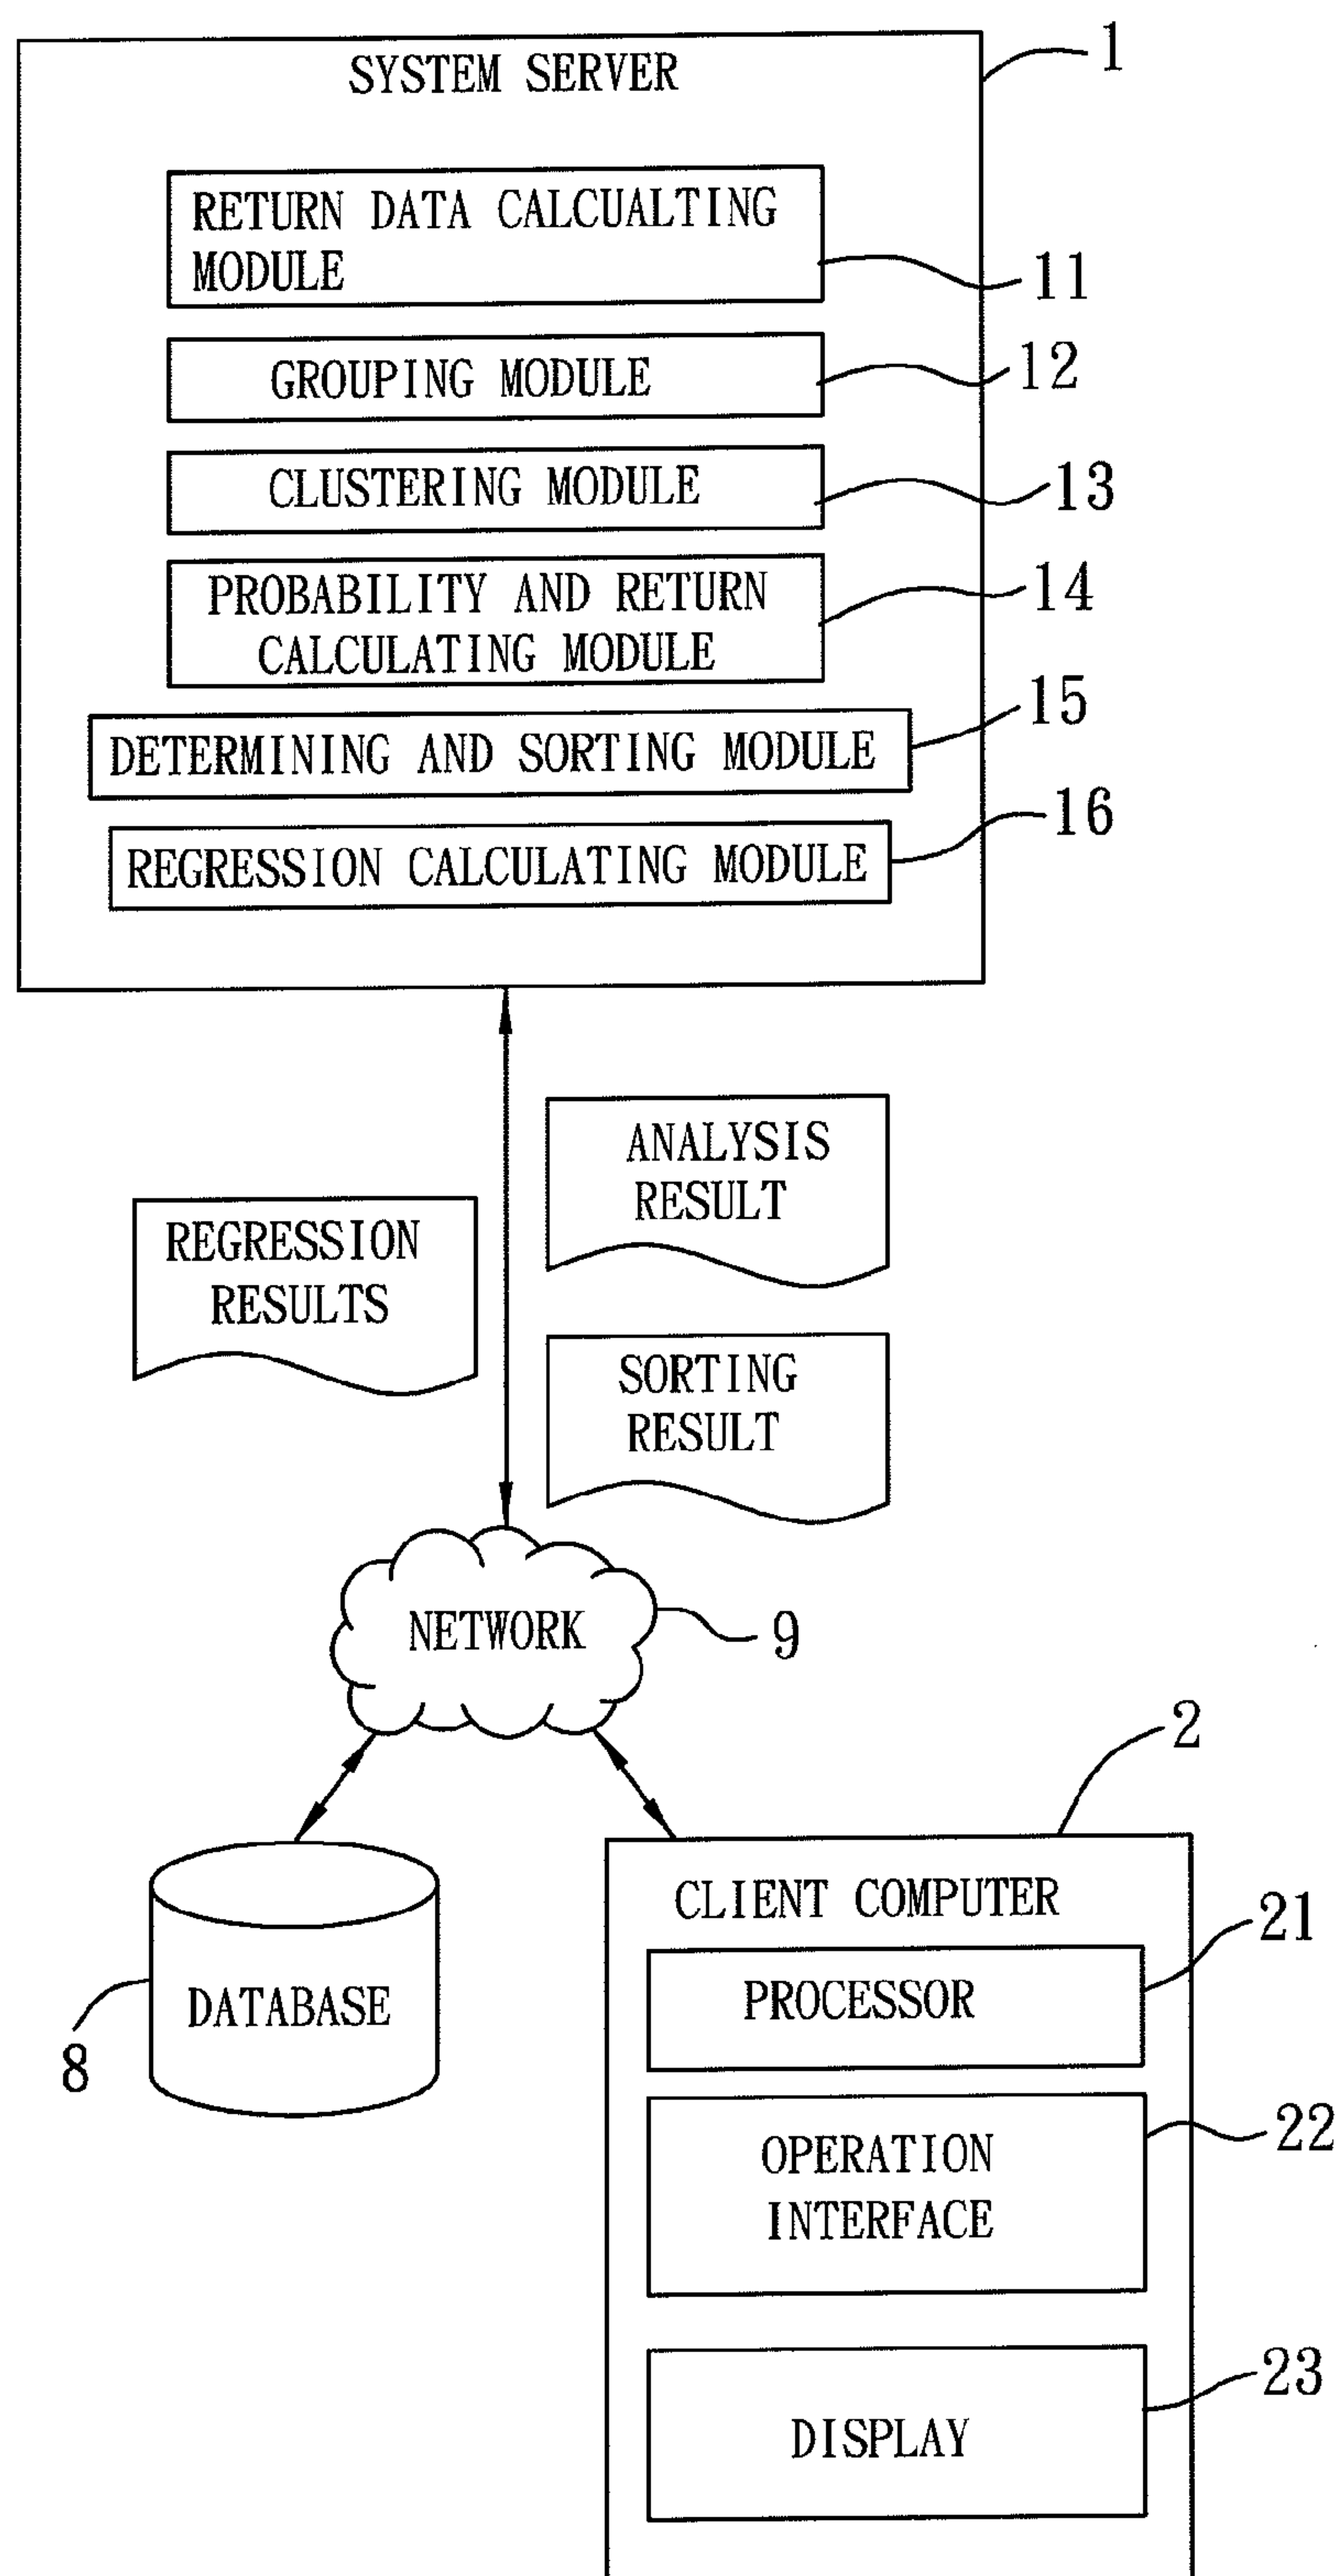 SYSTEM SERVER
1
RETURN DATA CALCUALTING
MODULE
11
GROUPING MODULE
12
CLUSTERING MODULE
13
PROBABILITY AND RETURN
CALCULATING MODULE
14
DETERMINING AND SORTING MODULE
15
REGRESSION CALCULATING MODULE
16
ANALYSIS
RESULT
REGRESSION
RESULTS
SORTING
RESULT
NETWORK
9
2
CLIENT COMPUTER
PROCESSOR
21
DATABASE
8
OPERATION
INTERFACE
22
DISPLAY
23